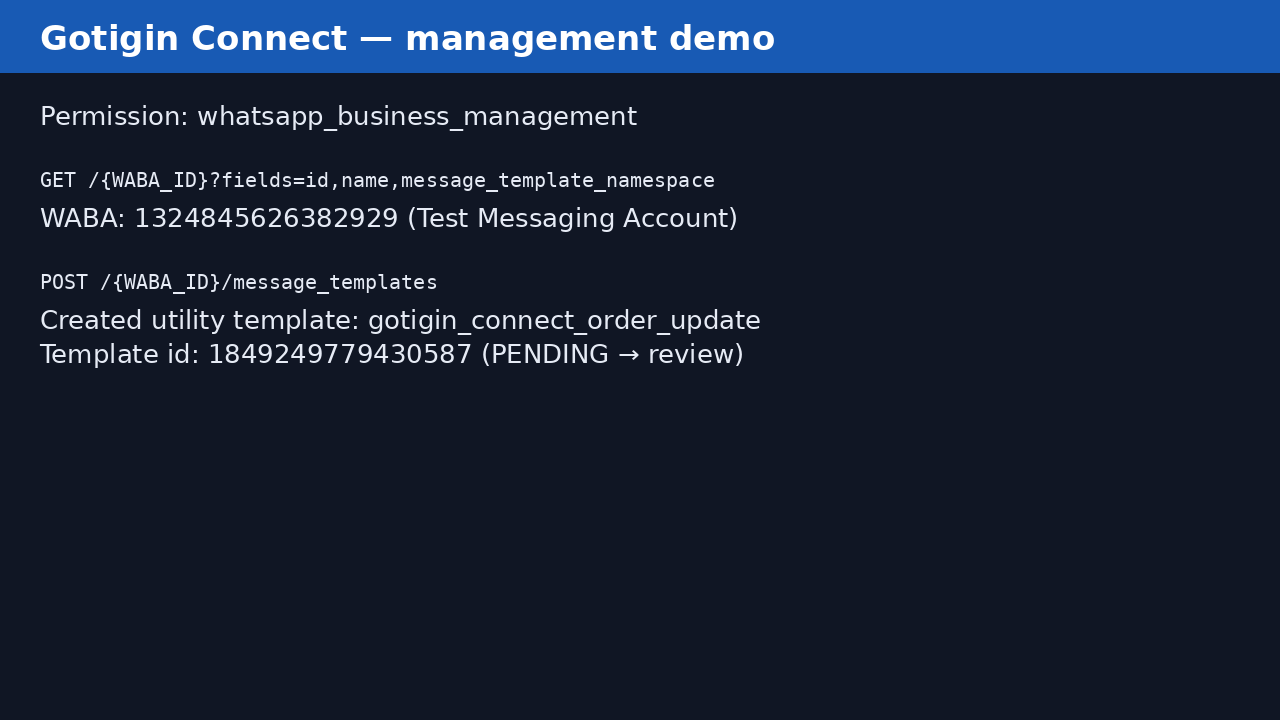 Gotigin Connect — management demo
Permission: whatsapp_business_management
GET /{WABA_ID}?fields=id,name,message_template_namespace
WABA: 1324845626382929 (Test Messaging Account)
POST /{WABA_ID}/message_templates
Created utility template: gotigin_connect_order_update
Template id: 1849249779430587 (PENDING → review)